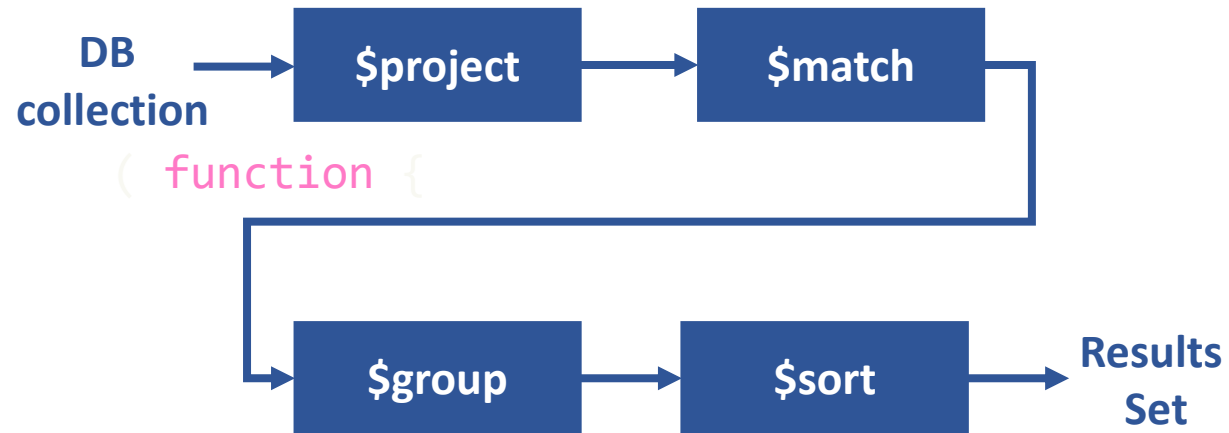 DB
collection
$project
$match
( function {
$group
$sort
Results
Set